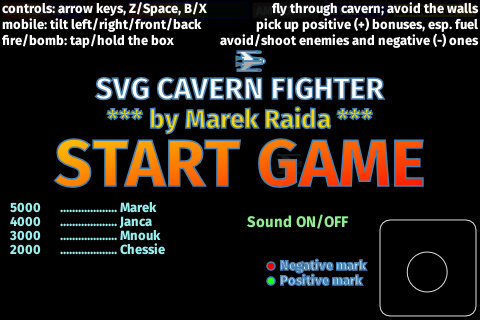 controls: arrow keys, Z/Space, B/X
mobile: tilt left/right/front/back
fire/bomb: tap/hold the box
fly through cavern; avoid the walls
pick up positive (+) bonuses, esp. fuel
avoid/shoot enemies and negative (-) ones
SVG CAVERN FIGHTER
*** by Marek Raida ***
START GAME
5000 ................... Marek
4000 ................... Janca
3000 ................... Mnouk
2000 ................... Chessie
Sound ON/OFF
Negative mark
Positive mark